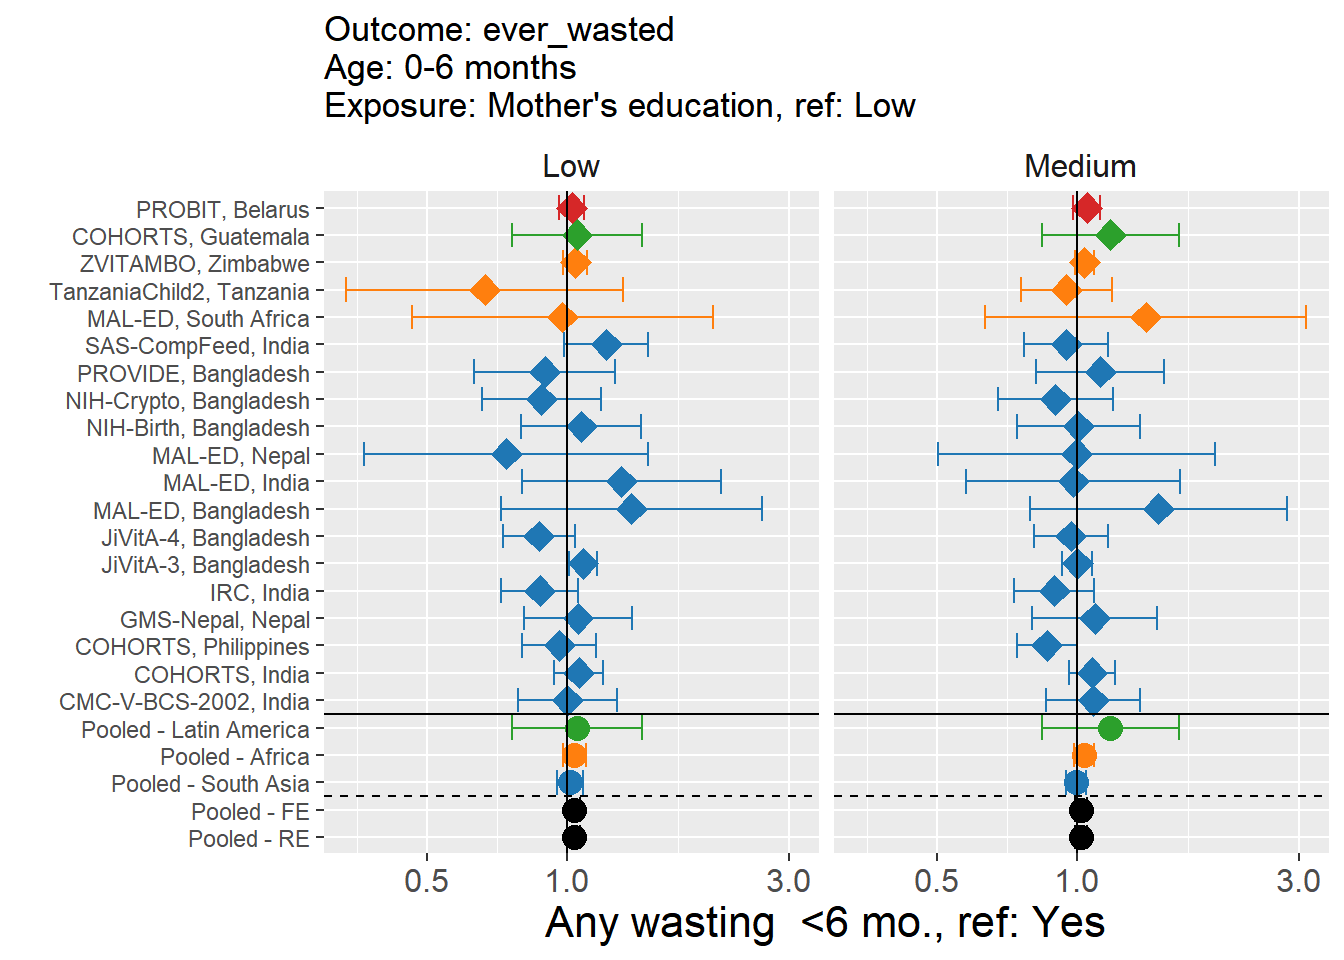 Outcome: ever_wasted
Age: 0-6 months
Exposure: Mother's education, ref: Low
Low
Medium
PROBIT, Belarus
COHORTS, Guatemala
ZVITAMBO, Zimbabwe
TanzaniaChild2, Tanzania
MAL-ED, South Africa
SAS-CompFeed, India
PROVIDE, Bangladesh
NIH-Crypto, Bangladesh
NIH-Birth, Bangladesh
MAL-ED, Nepal
MAL-ED, India
MAL-ED, Bangladesh
JiVitA-4, Bangladesh
JiVitA-3, Bangladesh
IRC, India
GMS-Nepal, Nepal
COHORTS, Philippines
COHORTS, India
CMC-V-BCS-2002, India
Pooled - Latin America
Pooled - Africa
Pooled - South Asia
Pooled - FE
Pooled - RE
0.5 1.0 3.0 0.5 1.0 3.0
Any wasting  <6 mo., ref: Yes